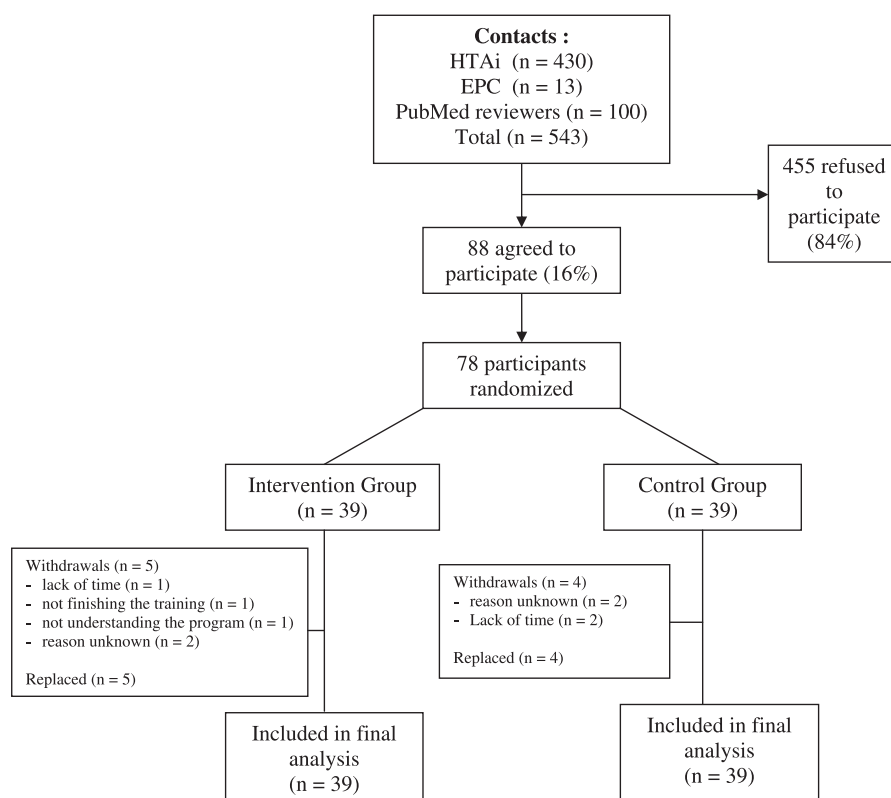 Contacts :
HTAi (n = 430)
EPC (n = 13)
PubMed reviewers (n = 100)
Total (n = 543)
455 refused
to
participate
(84%)
88 agreed to
participate (16%)
78 participants
randomized
Intervention Group
(n = 39)
Control Group
(n = 39)
Withdrawals (n = 5)
- lack of time (n = 1)
- not finishing the training (n = 1)
- not understanding the program (n = 1)
- reason unknown (n = 2)
Replaced (n = 5)
Withdrawals (n = 4)
- reason unknown (n = 2)
- Lack of time (n = 2)
Replaced (n = 4)
Included in final
analysis
(n = 39)
Included in final
analysis
(n = 39)